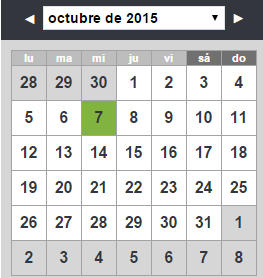 octubre de 2015
lu ma mi ju vi sá do
28 29 30 1 2 3 4
5 6 7 8 9 10 11
12 13 14 15 16 17 18
19 20 21 22 23 24 25
26 27 28 29 30 31 1
2 3 4 5 6 7 8